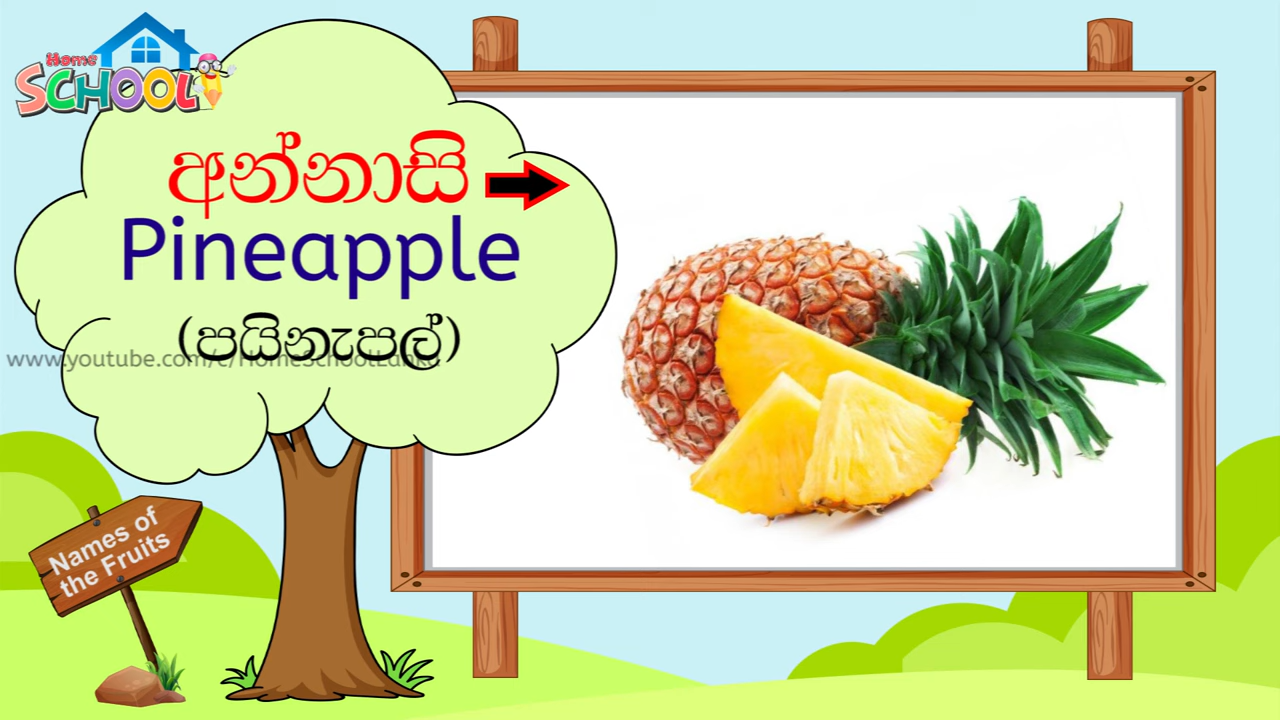 Home
SCHOOL
අන්නාසි
Pineapple
(පයිනැපල්)
www.youtube.com/c/HomeSchoolLanka
Names of
the Fruits